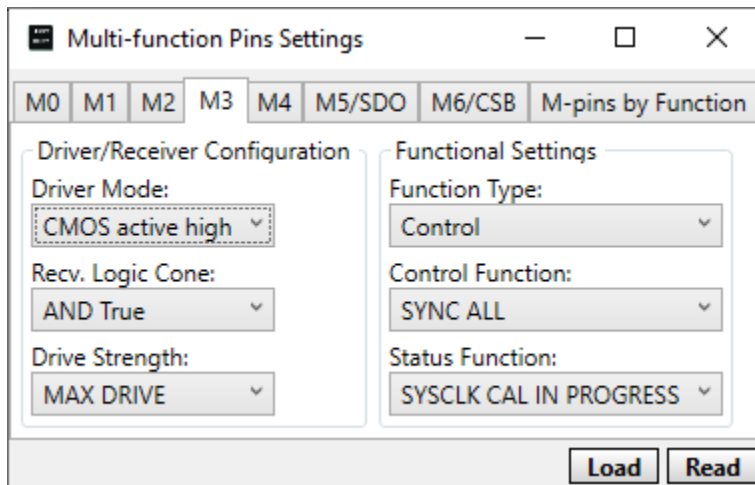 Multi-function Pins Settings
M0 M1 M2 M3 M4 M5/SDO M6/CSB M-pins by Function
Driver/Receiver Configuration
Driver Mode:
CMOS active high
Recv. Logic Cone:
AND True
Drive Strength:
MAX DRIVE
Functional Settings
Function Type:
Control
Control Function:
SYNC ALL
Status Function:
SYSCLK CAL IN PROGRESS
Load Read